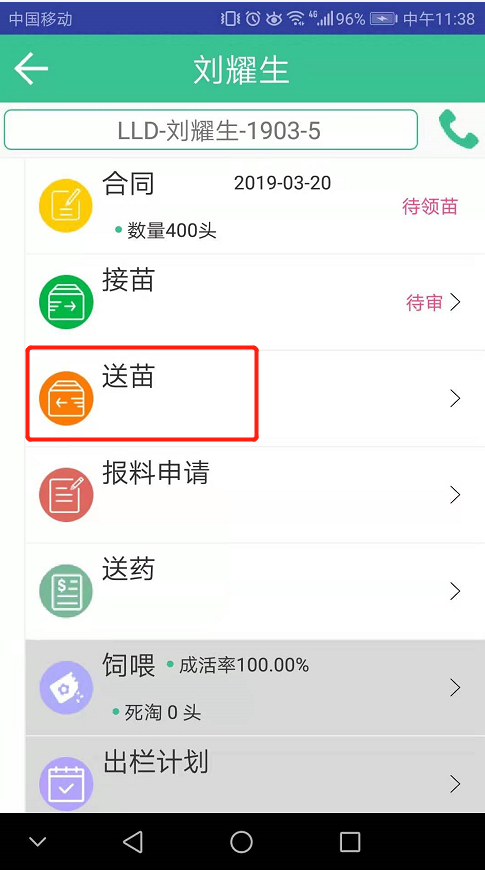 中国移动 4G 96% 中午11:38
刘耀生
LLD-刘耀生-1903-5
合同 2019-03-20
待领苗
数量400头
接苗
待审
送苗
报料申请
送药
饲喂 成活率100.00%
死淘 0 头
出栏计划